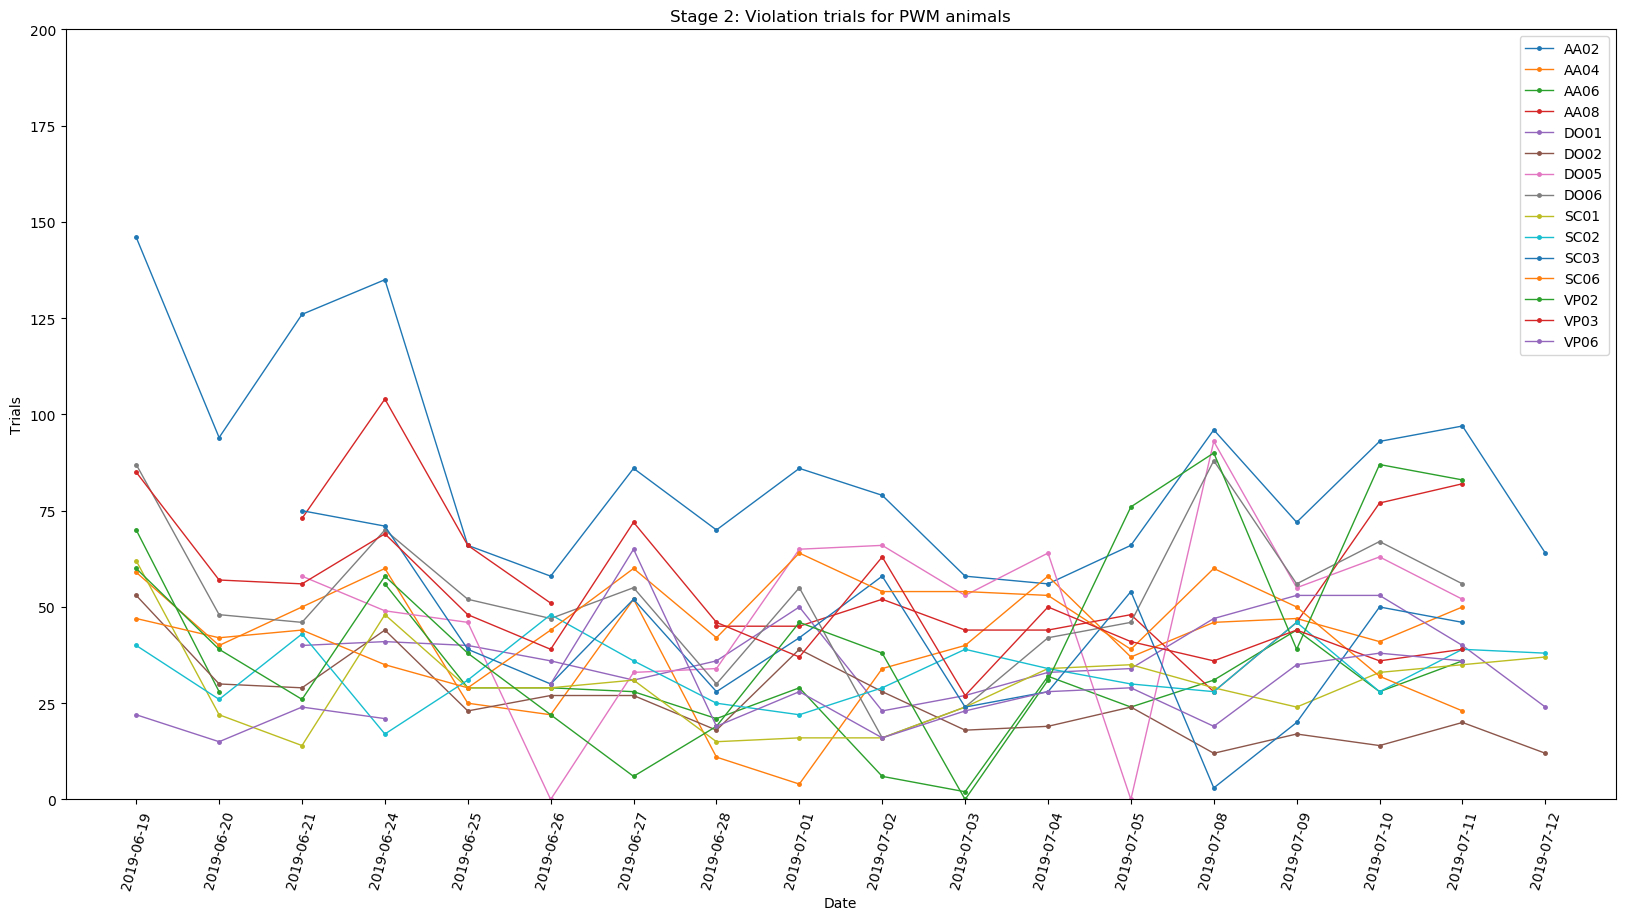 Stage 2: Violation trials for PWM animals
200
175
150
125
100
75
50
25
0
Trials
AA02
AA04
AA06
AA08
DO01
DO02
DO05
DO06
SC01
SC02
SC03
SC06
VP02
VP03
VP06
2019-06-19
2019-06-20
2019-06-21
2019-06-24
2019-06-25
2019-06-26
2019-06-27
2019-06-28
2019-07-01
2019-07-02
2019-07-03
2019-07-04
2019-07-05
2019-07-08
2019-07-09
2019-07-10
2019-07-11
2019-07-12
Date